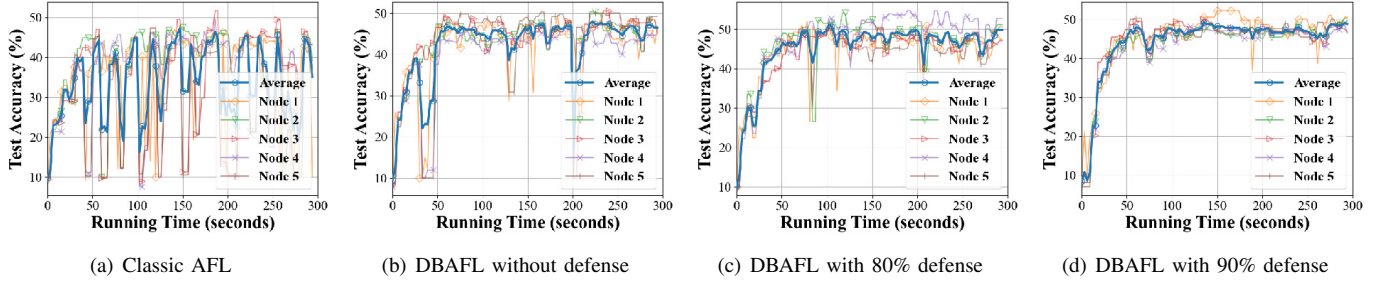 Test Accuracy (%)
50
40
30
20
10
0
50
100
150
200
250
300
Running Time (seconds)
Average
Node 1
Node 2
Node 3
Node 4
Node 5
(a) Classic AFL
Test Accuracy (%)
50
40
30
20
10
0
50
100
150
200
250
300
Running Time (seconds)
Average
Node 1
Node 2
Node 3
Node 4
Node 5
(b) DBAFL without defense
Test Accuracy (%)
60
50
40
30
20
10
0
50
100
150
200
250
300
Running Time (seconds)
Average
Node 1
Node 2
Node 3
Node 4
Node 5
(c) DBAFL with 80% defense
Test Accuracy (%)
50
40
30
20
10
0
50
100
150
200
250
300
Running Time (seconds)
Average
Node 1
Node 2
Node 3
Node 4
Node 5
(d) DBAFL with 90% defense